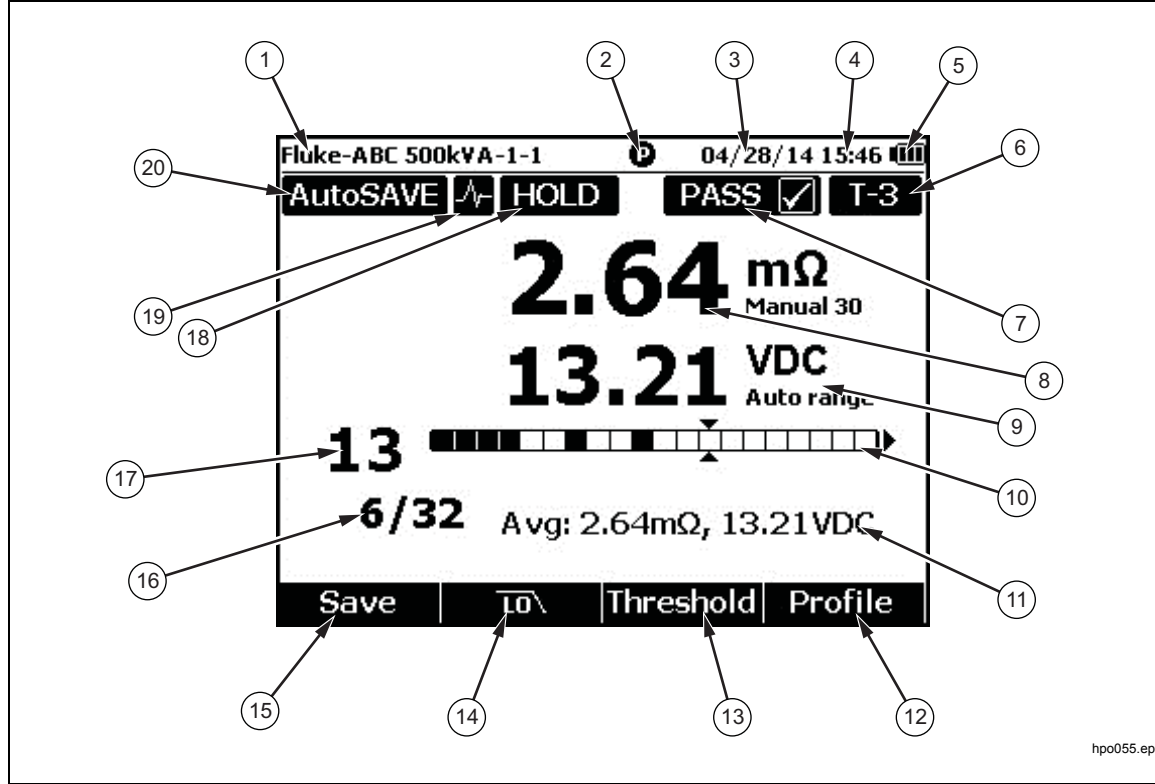 1 2 3 4 5
Fluke-ABC 500kVA-1-1 P 04/28/14 15:46
20 6
AutoSAVE HOLD PASS T-3
2.64 mΩ
Manual 30
19 18 7
13.21 VDC
Auto range
8
9
13
17 10
6/32 Avg: 2.64mΩ, 13.21VDC
16 11
Save LO Threshold Profile
15 14 13 12
hpo055.ep